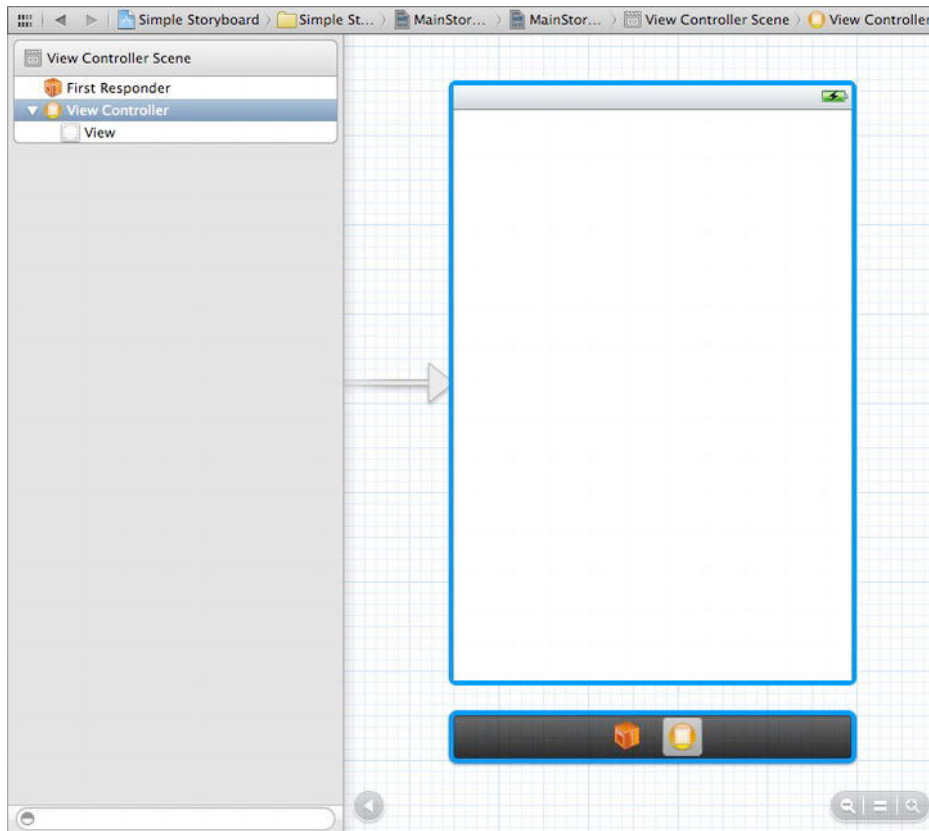 Simple Storyboard Simple St... MainStor... MainStor... View Controller Scene View Controller
View Controller Scene
First Responder
View Controller
View